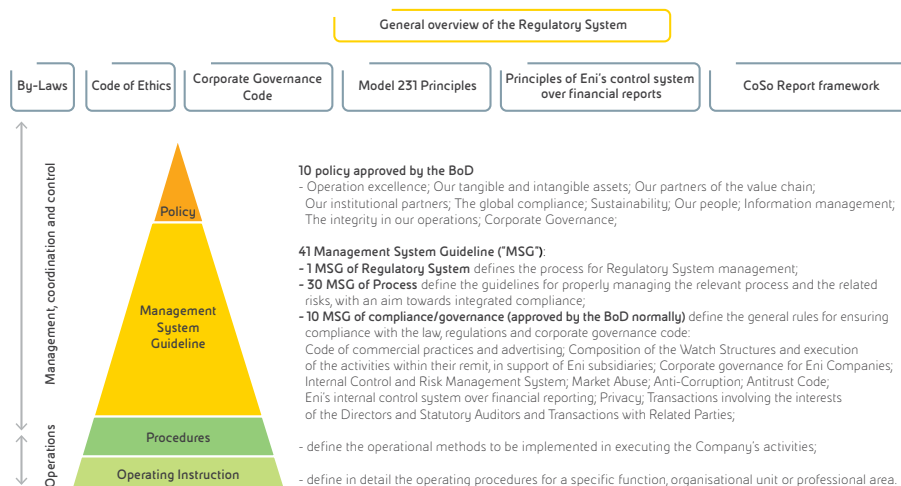 General overview of the Regulatory System
By-Laws
Code of Ethics
Corporate Governance
Code
Model 231 Principles
Principles of Eni's control system
over financial reports
CoSo Report framework
Management, coordination and control
Operations
Policy
Management
System
Guideline
Procedures
Operating Instruction
10 policy approved by the BoD
- Operation excellence; Our tangible and intangible assets; Our partners of the value chain;
Our institutional partners; The global compliance; Sustainability; Our people; Information management;
The integrity in our operations; Corporate Governance;
41 Management System Guideline ("MSG"):
- 1 MSG of Regulatory System defines the process for Regulatory System management;
- 30 MSG of Process define the guidelines for properly managing the relevant process and the related
risks, with an aim towards integrated compliance;
- 10 MSG of compliance/governance (approved by the BoD normally) define the general rules for ensuring
compliance with the law, regulations and corporate governance code:
Code of commercial practices and advertising; Composition of the Watch Structures and execution
of the activities within their remit, in support of Eni subsidiaries; Corporate governance for Eni Companies;
Internal Control and Risk Management System; Market Abuse; Anti-Corruption; Antitrust Code;
Eni's internal control system over financial reporting; Privacy; Transactions involving the interests
of the Directors and Statutory Auditors and Transactions with Related Parties;
- define the operational methods to be implemented in executing the Company's activities;
- define in detail the operating procedures for a specific function, organisational unit or professional area.